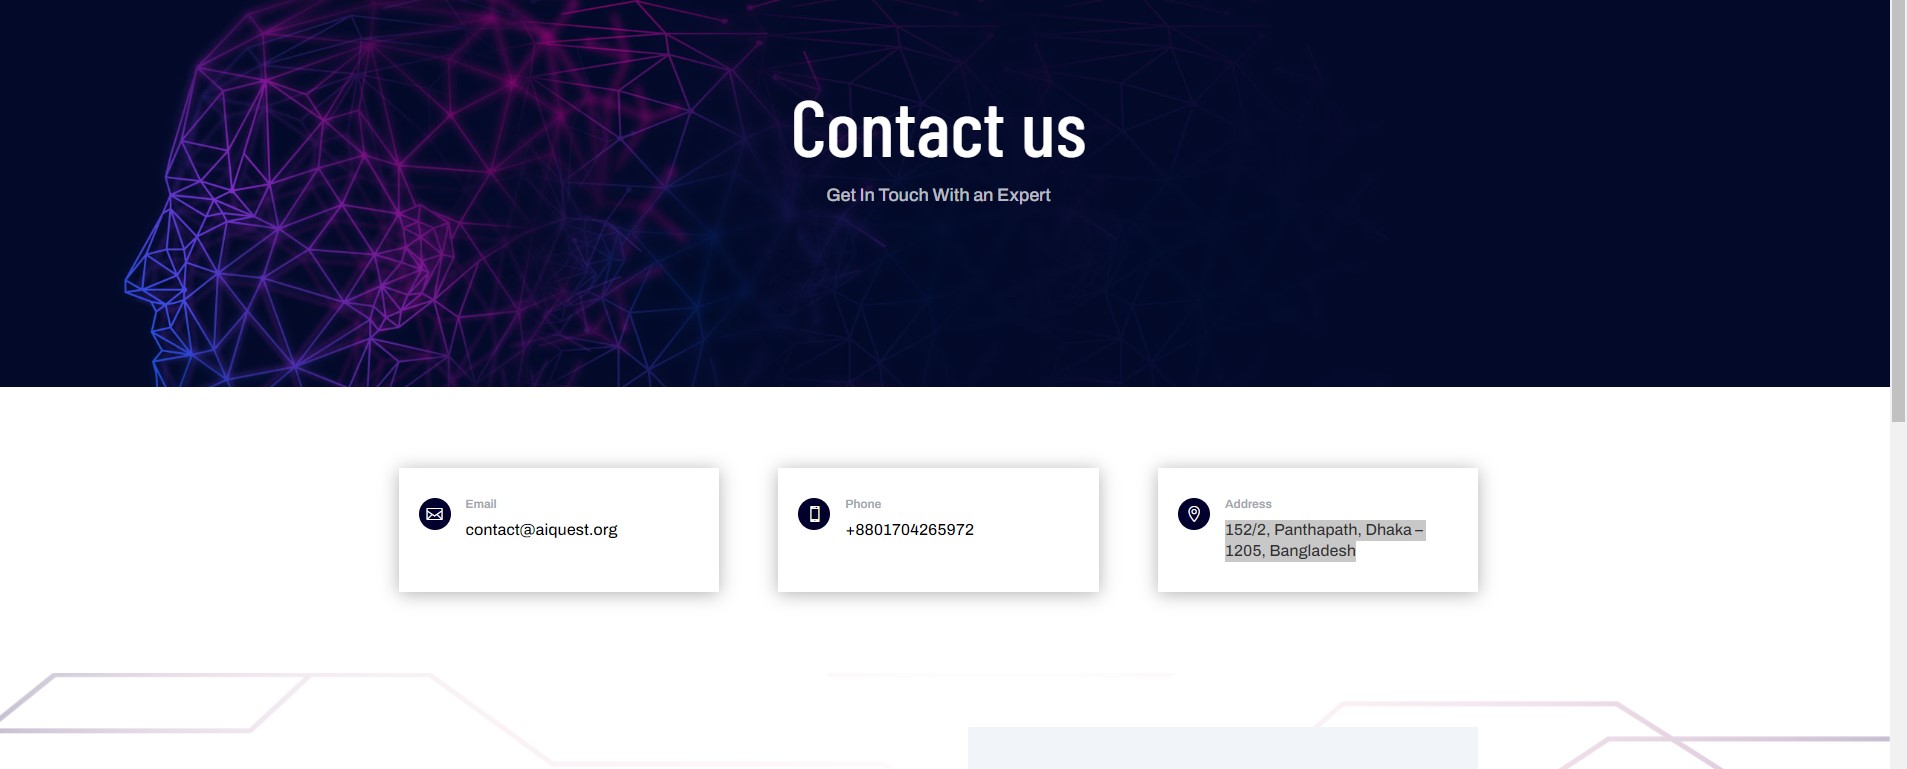 Contact us
Get In Touch With an Expert
Email
contact@aiquest.org
Phone
+8801704265972
Address
152/2, Panthapath, Dhaka –
1205, Bangladesh